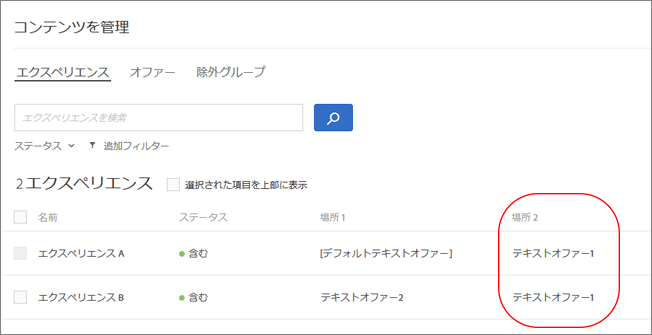 コンテンツを管理
エクスペリエンス オファー 除外グループ
エクスペリエンスを検索
ステータス 追加フィルター
2 エクスペリエンス 選択された項目を上部に表示
名前 ステータス 場所 1 場所 2
エクスペリエンス A 含む [デフォルトテキストオファー] テキストオファー1
エクスペリエンス B 含む テキストオファー2 テキストオファー1